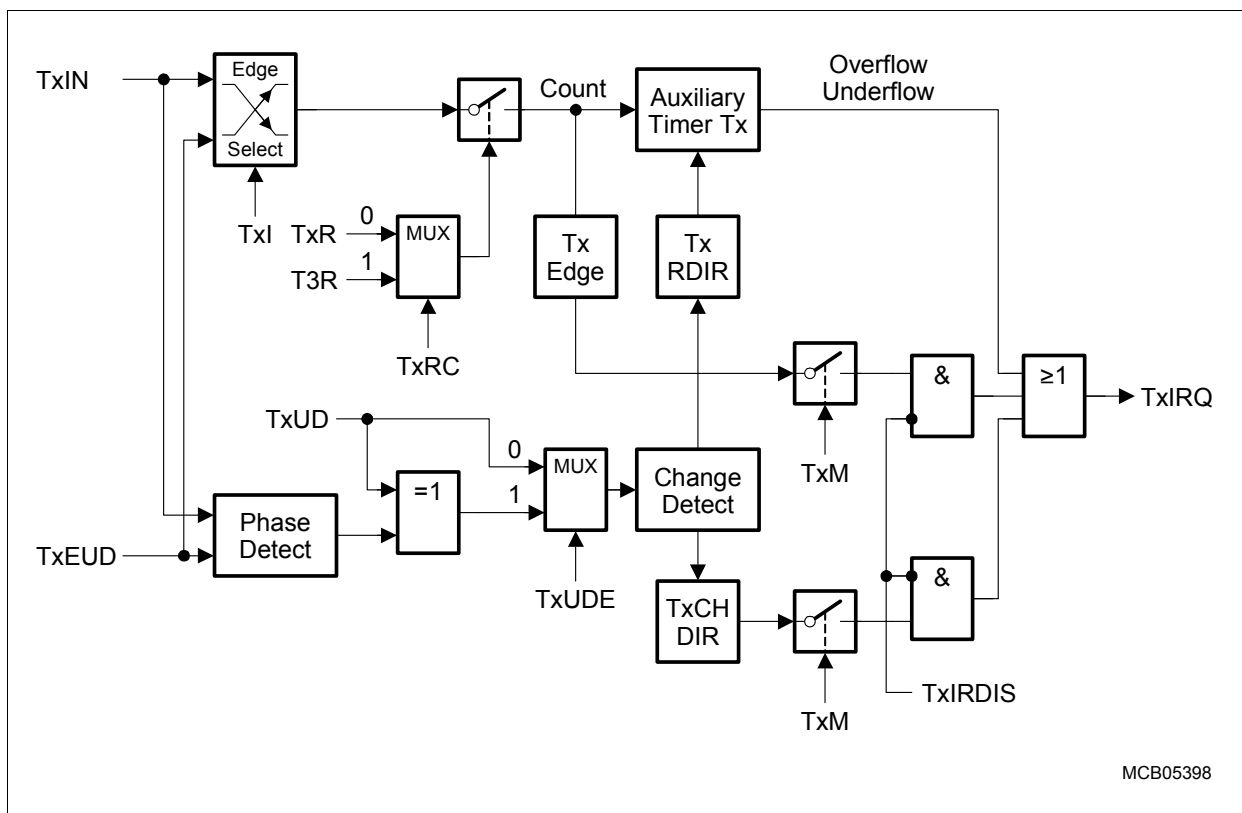 TxIN
Edge
Select
TxI
Count
Auxiliary
Timer Tx
Overflow
Underflow
TxR
0
T3R
1
MUX
TxRC
Tx
Edge
Tx
RDIR
TxM
&
≥1
TxIRQ
TxUD
=1
0
1
MUX
TxUDE
Change
Detect
Phase
Detect
TxEUD
TxCH
DIR
TxM
&
TxIRDIS
MCB05398